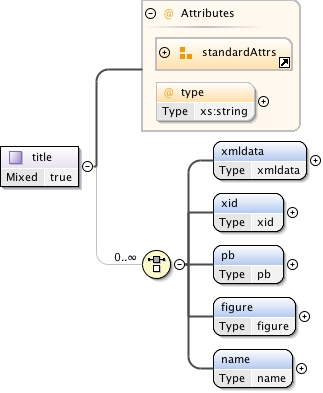 @ Attributes
standardAttrs
@ type
Type xs:string
title
Mixed true
0..∞
xmldata
Type xmldata
xid
Type xid
pb
Type pb
figure
Type figure
name
Type name